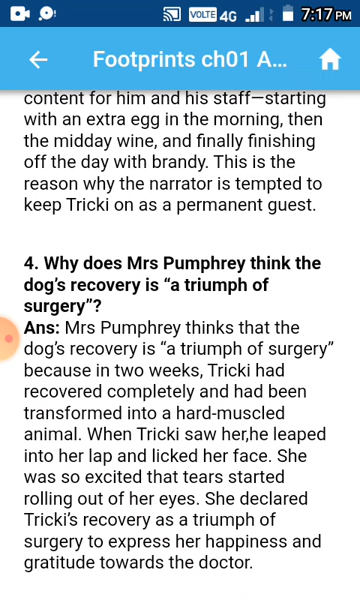 VOLTE 4G 7:17 PM
Footprints ch01 A...
content for him and his staff—starting
with an extra egg in the morning, then
the midday wine, and finally finishing
off the day with brandy. This is the
reason why the narrator is tempted to
keep Tricki on as a permanent guest.
4. Why does Mrs Pumphrey think the
dog's recovery is “a triumph of
surgery”?
Ans: Mrs Pumphrey thinks that the
dog's recovery is “a triumph of surgery”
because in two weeks, Tricki had
recovered completely and had been
transformed into a hard-muscled
animal. When Tricki saw her,he leaped
into her lap and licked her face. She
was so excited that tears started
rolling out of her eyes. She declared
Tricki's recovery as a triumph of
surgery to express her happiness and
gratitude towards the doctor.